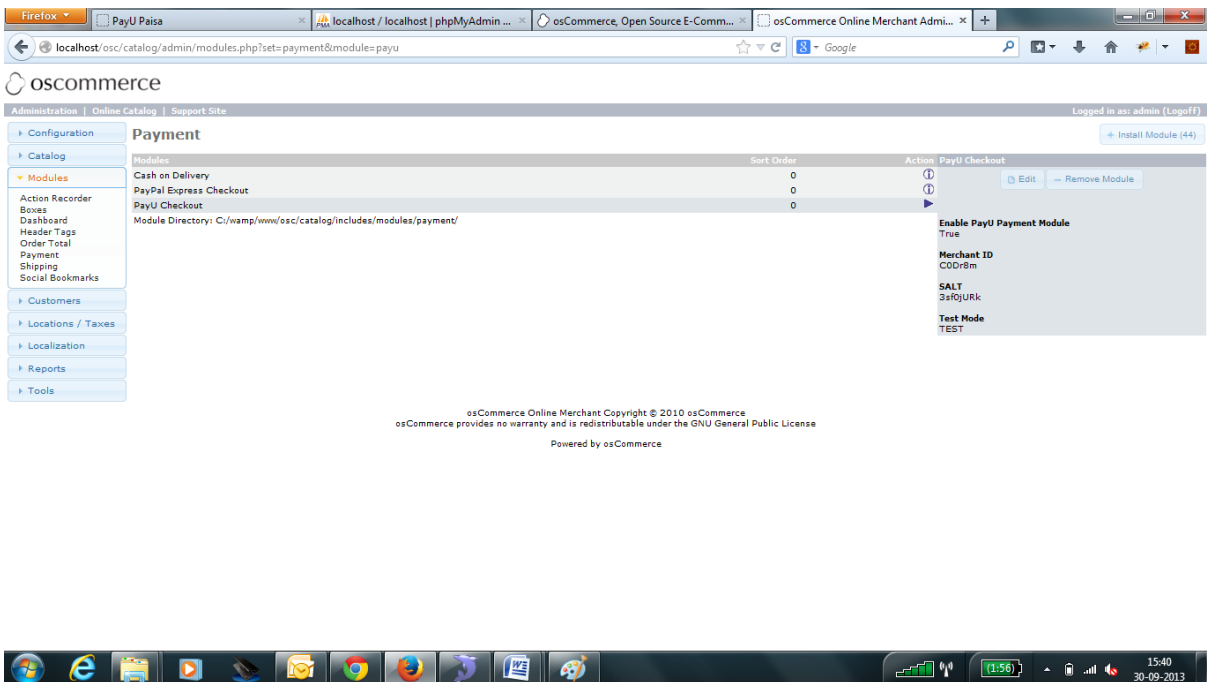 Firefox
PayU Paisa
localhost / localhost | phpMyAdmin ...
osCommerce, Open Source E-Comm...
osCommerce Online Merchant Admi...
localhost/osc/catalog/admin/modules.php?set=payment&module=payu
Google
oscommerce
Administration | Online Catalog | Support Site
Logged in as: admin (Logoff)
Configuration
Catalog
Modules
Action Recorder
Boxes
Dashboard
Header Tags
Order Total
Payment
Shipping
Social Bookmarks
Customers
Locations / Taxes
Localization
Reports
Tools
Payment
Install Module (44)
Modules Sort Order Action
Cash on Delivery 0
PayPal Express Checkout 0
PayU Checkout 0
Module Directory: C:/wamp/www/osc/catalog/includes/modules/payment/
PayU Checkout
Edit Remove Module
Enable PayU Payment Module
True
Merchant ID
C0Dr8m
SALT
3sf0jURk
Test Mode
TEST
osCommerce Online Merchant Copyright © 2010 osCommerce
osCommerce provides no warranty and is redistributable under the GNU General Public License
Powered by osCommerce
(1:56)
15:40
30-09-2013